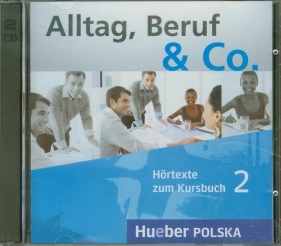 Alltag, Beruf
& Co.
Hörtexte
zum Kursbuch 2
Hueber POLSKA